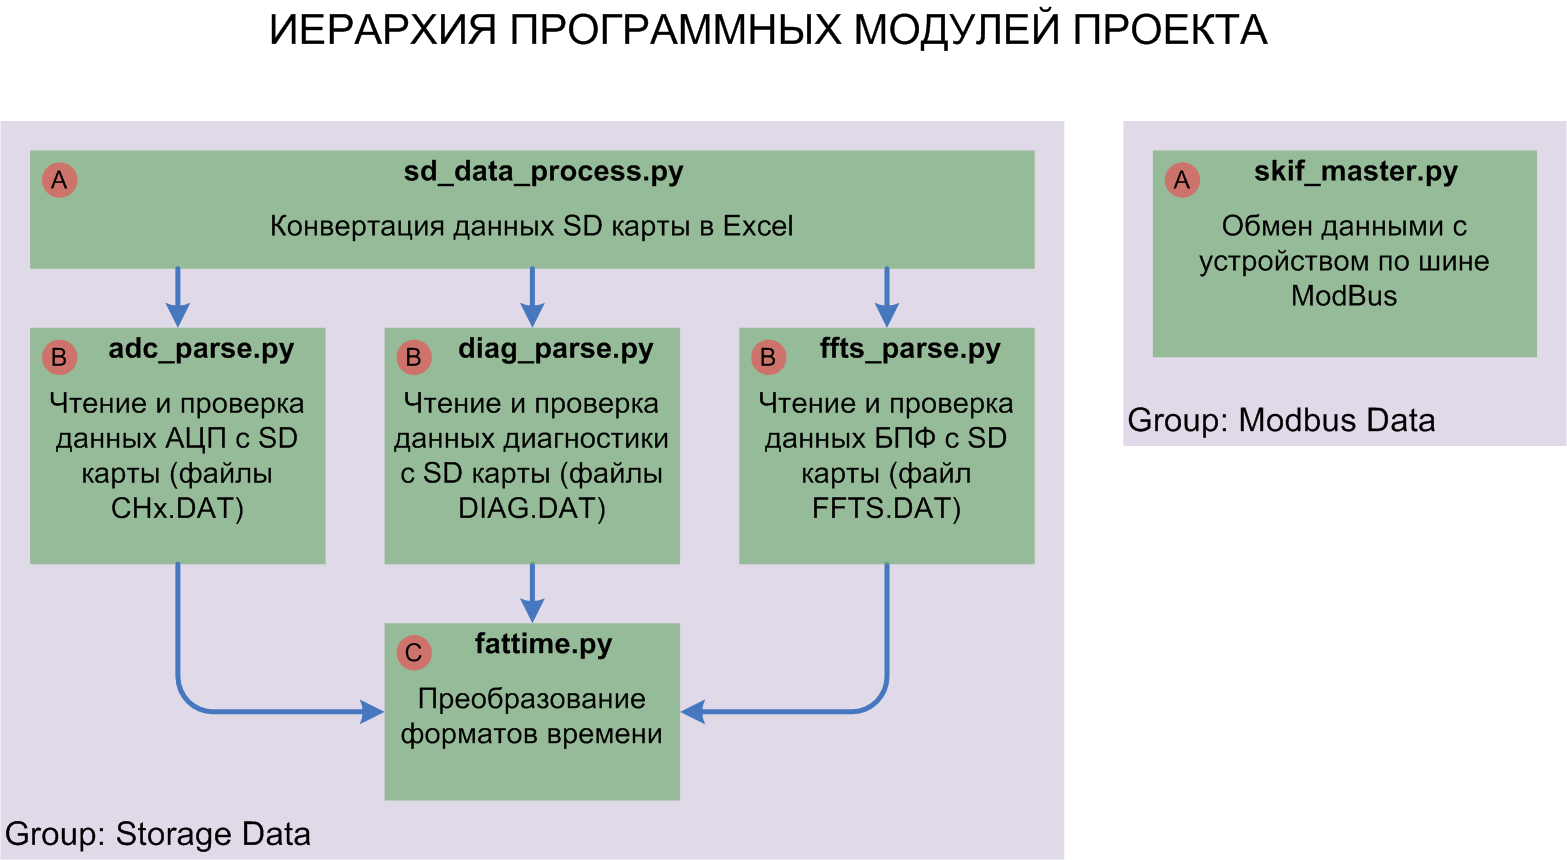 ИЕРАРХИЯ ПРОГРАММНЫХ МОДУЛЕЙ ПРОЕКТА
A
sd_data_process.py
Конвертация данных SD карты в Excel
B
adc_parse.py
Чтение и проверка
данных АЦП с SD
карты (файлы
CHx.DAT)
B
diag_parse.py
Чтение и проверка
данных диагностики
с SD карты (файлы
DIAG.DAT)
B
ffts_parse.py
Чтение и проверка
данных БПФ с SD
карты (файл
FFTS.DAT)
C
fattime.py
Преобразование
форматов времени
Group: Storage Data
A
skif_master.py
Обмен данными с
устройством по шине
ModBus
Group: Modbus Data